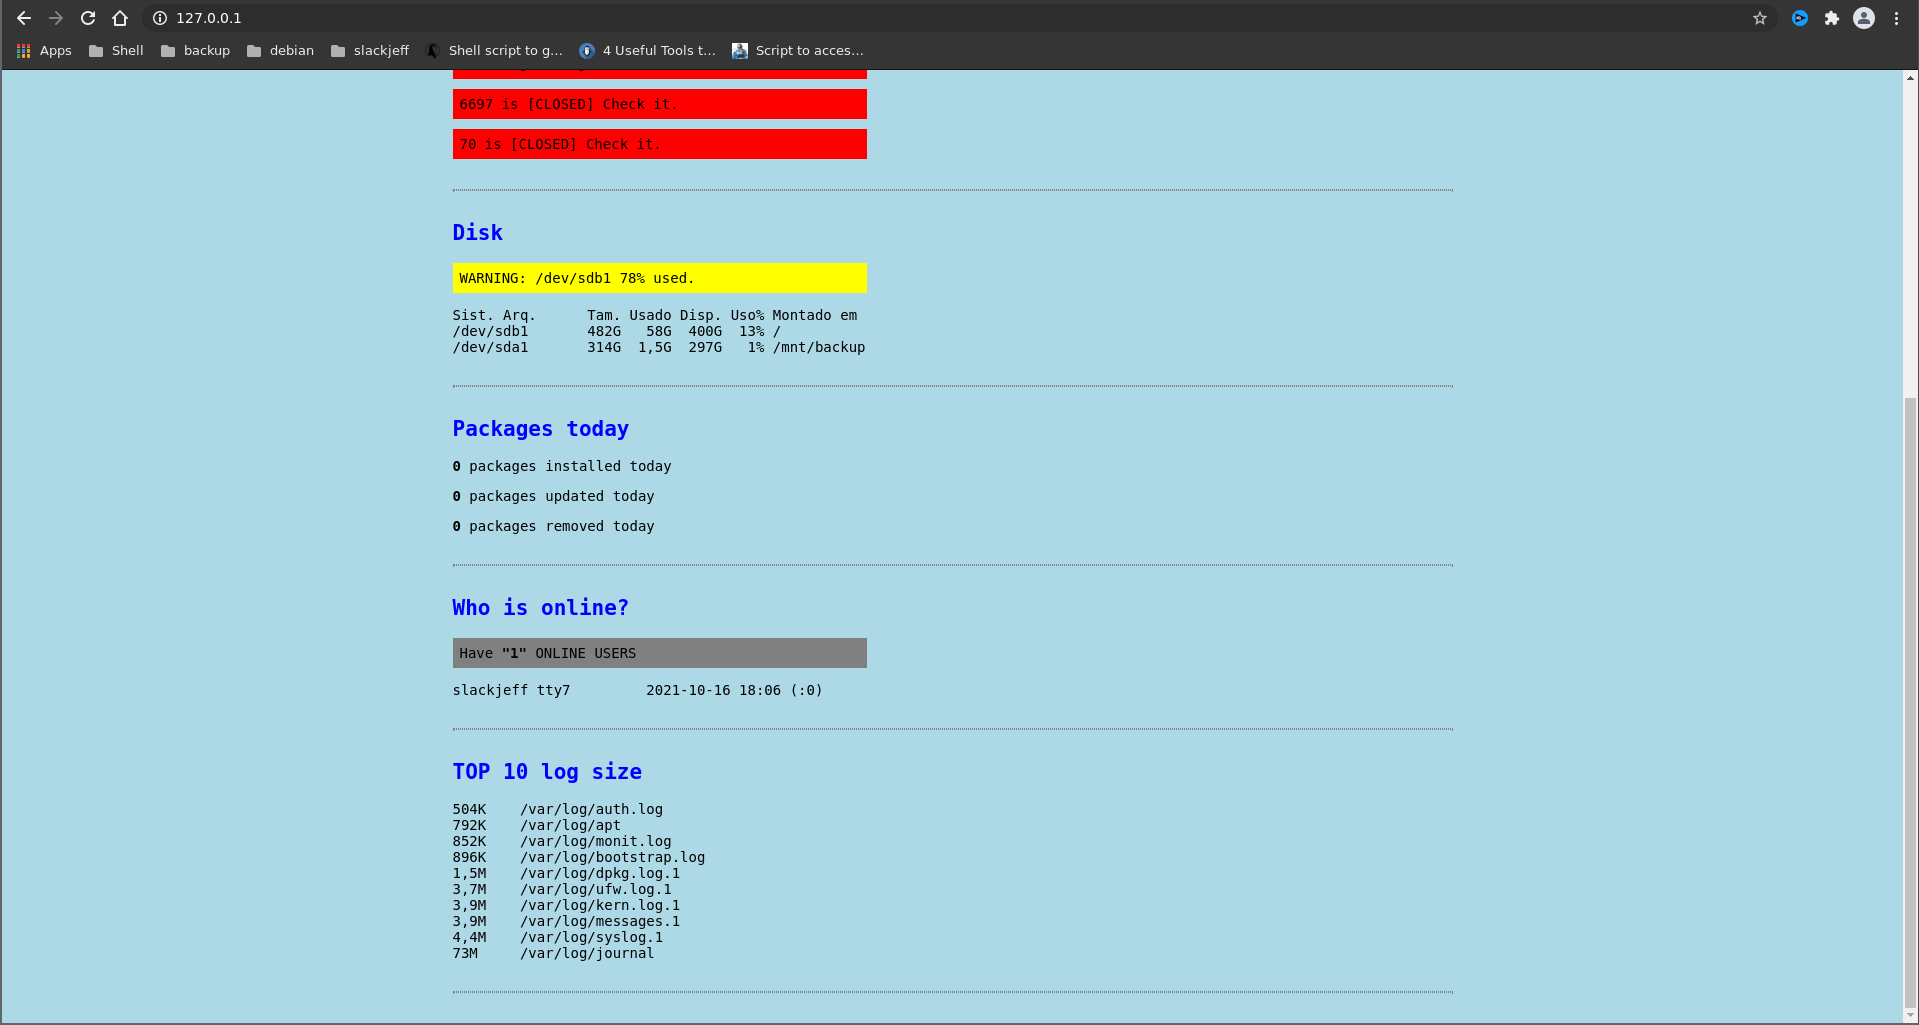 127.0.0.1
Apps Shell backup debian slackjeff Shell script to g... 4 Useful Tools t... Script to acces...
6697 is [CLOSED] Check it.
70 is [CLOSED] Check it.
Disk
WARNING: /dev/sdb1 78% used.
Sist. Arq.      Tam. Usado Disp. Uso% Montado em
/dev/sdb1       482G   58G  400G  13% /
/dev/sda1       314G  1,5G  297G   1% /mnt/backup
Packages today
0 packages installed today
0 packages updated today
0 packages removed today
Who is online?
Have "1" ONLINE USERS
slackjeff tty7         2021-10-16 18:06 (:0)
TOP 10 log size
504K    /var/log/auth.log
792K    /var/log/apt
852K    /var/log/monit.log
896K    /var/log/bootstrap.log
1,5M    /var/log/dpkg.log.1
3,7M    /var/log/ufw.log.1
3,9M    /var/log/kern.log.1
3,9M    /var/log/messages.1
4,4M    /var/log/syslog.1
73M     /var/log/journal